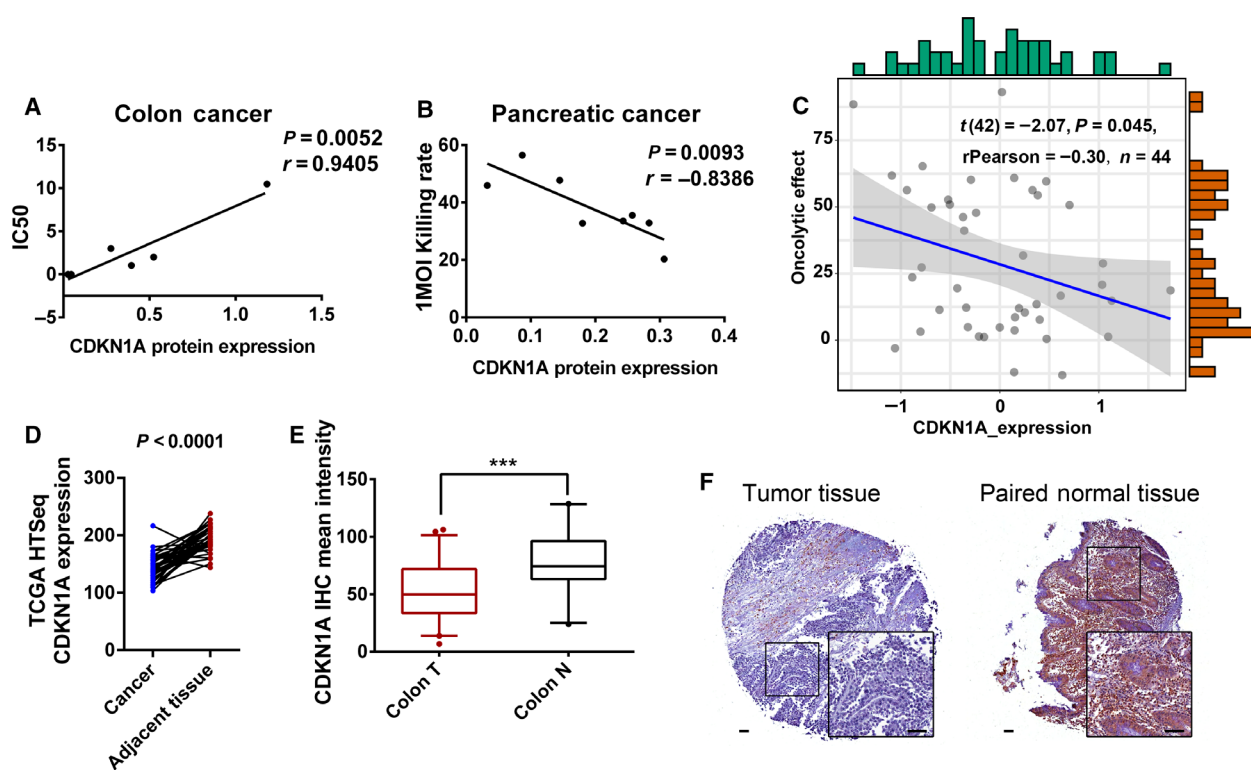 A
Colon cancer
P = 0.0052
r = 0.9405
IC50
15
10
5
0
−5
0.5
1.0
1.5
CDKN1A protein expression
B
Pancreatic cancer
P = 0.0093
r = −0.8386
1MOI Killing rate
60
40
20
0
0.0
0.1
0.2
0.3
0.4
CDKN1A protein expression
C
t(42) = −2.07, P = 0.045,
rPearson = −0.30, n = 44
Oncolytic effect
75
50
25
0
−1
0
1
CDKN1A_expression
D
P < 0.0001
TCGA HTSeq
CDKN1A expression
300
200
100
0
Cancer
Adjacent tissue
E
***
CDKN1A IHC mean intensity
150
100
50
0
Colon T
Colon N
F
Tumor tissue
Paired normal tissue